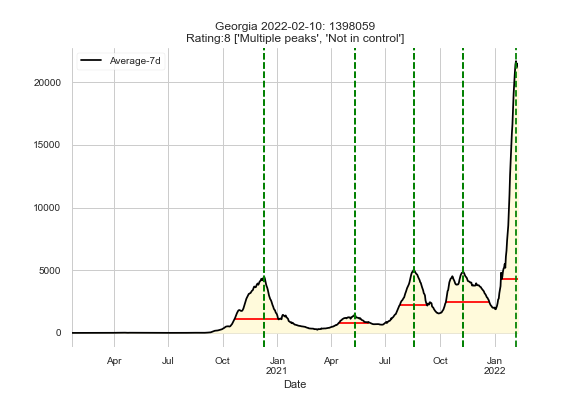 Georgia 2022-02-10: 1398059
Rating:8 ['Multiple peaks', 'Not in control']
Average-7d
20000
15000
10000
5000
0
Apr Jul Oct Jan Apr Jul Oct Jan
2021 2022
Date